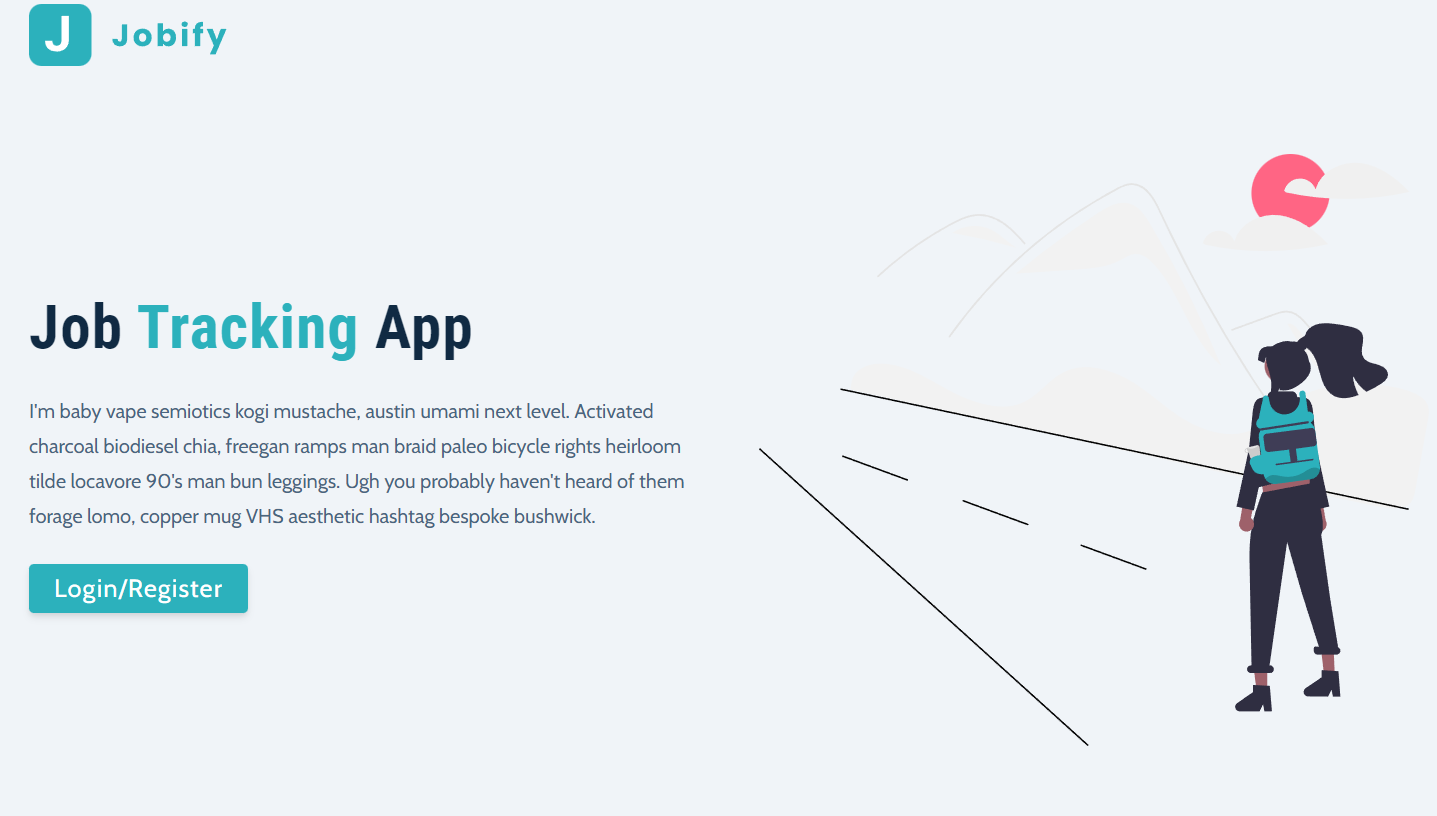 J Jobify
Job Tracking App
I'm baby vape semiotics kogi mustache, austin umami next level. Activated
charcoal biodiesel chia, freegan ramps man braid paleo bicycle rights heirloom
tilde locavore 90's man bun leggings. Ugh you probably haven't heard of them
forage lomo, copper mug VHS aesthetic hashtag bespoke bushwick.
Login/Register